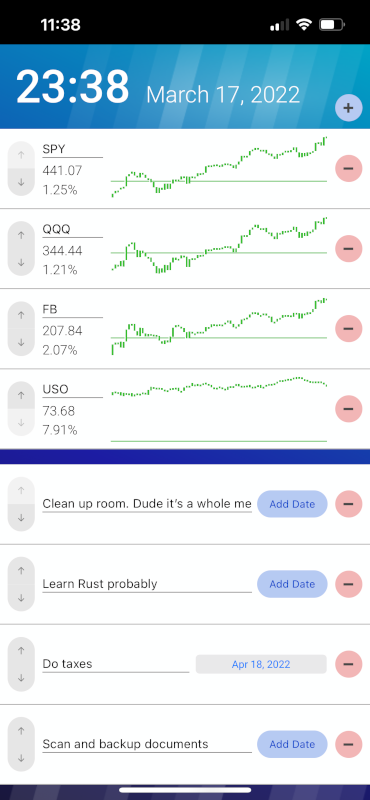 11:38
23:38 March 17, 2022
SPY
441.07
1.25%
QQQ
344.44
1.21%
FB
207.84
2.07%
USO
73.68
7.91%
Clean up room. Dude it's a whole me
Add Date
Learn Rust probably
Add Date
Do taxes
Apr 18, 2022
Scan and backup documents
Add Date